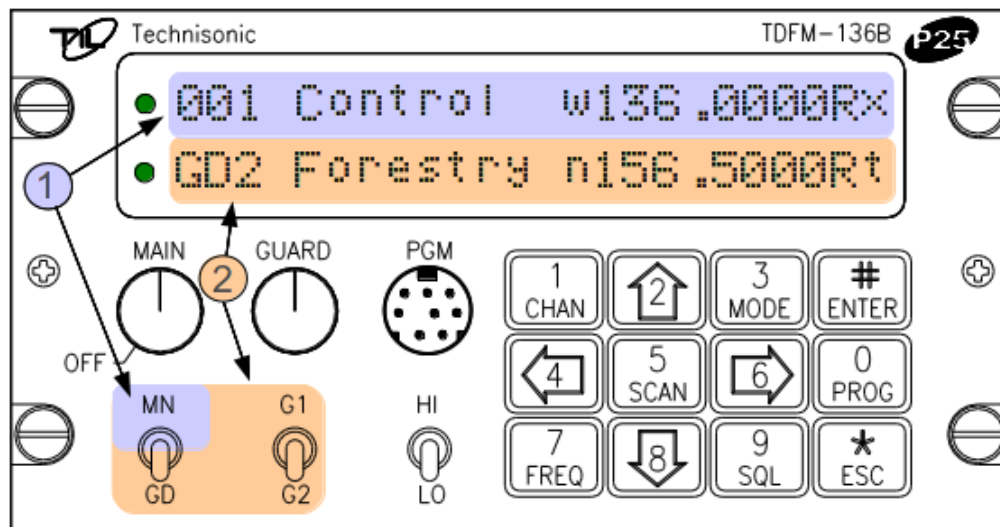 TiL Technisonic TDFM-136B P25
001 Control w136.0000Rx
GD2 Forestry n156.5000Rt
1
MAIN GUARD PGM
2
OFF
1 CHAN 2 3 MODE # ENTER
4 5 SCAN 6 0 PROG
7 FREQ 8 9 SQL * ESC
MN G1 HI
GD G2 LO